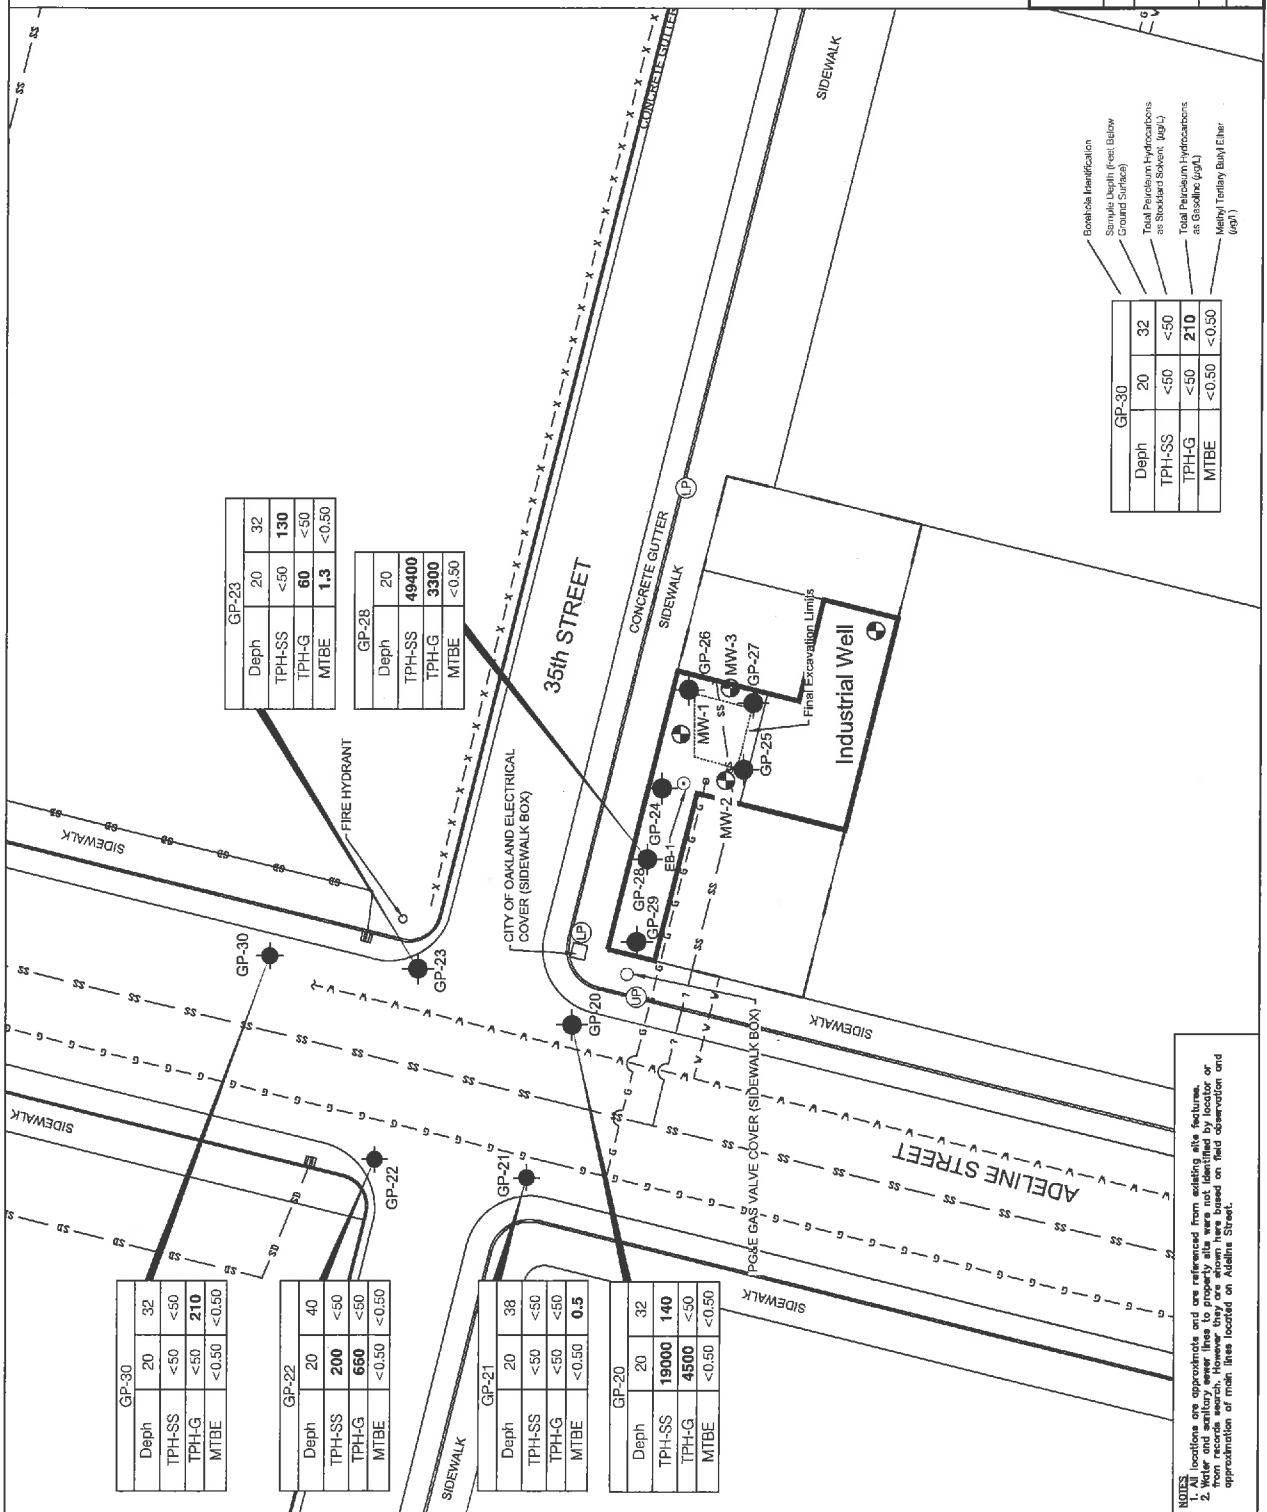 GP-30
Deph 20 32
TPH-SS <50 <50
TPH-G <50 210
MTBE <0.50 <0.50
GP-22
Deph 20 40
TPH-SS 200 <50
TPH-G 660 <50
MTBE <0.50 <0.50
GP-21
Deph 20 38
TPH-SS <50 <50
TPH-G <50 <50
MTBE <0.50 0.5
GP-20
Deph 20 32
TPH-SS 19000 140
TPH-G 4500 <50
MTBE <0.50 <0.50
GP-23
Deph 20 32
TPH-SS <50 130
TPH-G 60 <50
MTBE 1.3 <0.50
GP-28
Deph 20
TPH-SS 49400
TPH-G 3300
MTBE <0.50
GP-30
Deph 20 32
TPH-SS <50 <50
TPH-G <50 210
MTBE <0.50 <0.50
Borehole Identification
Sample Depth (Feet Below
Ground Surface)
Total Petroleum Hydrocarbons
as Stoddard Solvent (µg/L)
Total Petroleum Hydrocarbons
as Gasoline (µg/L)
Methyl Tertiary Butyl Ether
(µg/l)
SIDEWALK
SIDEWALK
SIDEWALK
SIDEWALK
SIDEWALK
SIDEWALK
SIDEWALK
CONCRETE GUTTER
CONCRETE GUTTER
35th STREET
ADELINE STREET
FIRE HYDRANT
CITY OF OAKLAND ELECTRICAL
COVER (SIDEWALK BOX)
PG&E GAS VALVE COVER (SIDEWALK BOX)
GP-30
GP-23
GP-22
GP-21
GP-20
GP-29
GP-28
EB-1
GP-24
GP-25
GP-26
GP-27
MW-1
MW-2
MW-3
LP
LP
UP
Final Excavation Limits
Industrial Well
NOTES
1. All locations are approximate and are referenced from existing site features.
2. Water and sanitary sewer lines to property site were not identified by locator or
from records search. However they are shown here based on field observation and
approximation of main lines located on Adeline Street.